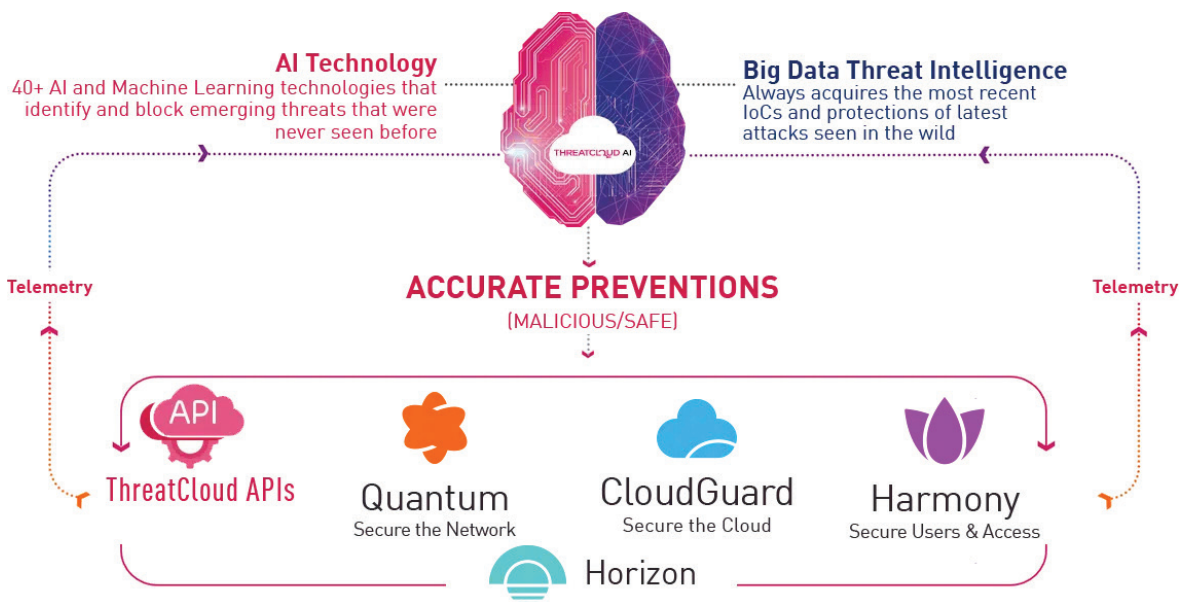 AI Technology
40+ AI and Machine Learning technologies that
identify and block emerging threats that were
never seen before
Big Data Threat Intelligence
Always acquires the most recent
IoCs and protections of latest
attacks seen in the wild
THREATCLOUD AI
Telemetry
Telemetry
ACCURATE PREVENTIONS
(MALICIOUS/SAFE)
API
ThreatCloud APIs
Quantum
Secure the Network
CloudGuard
Secure the Cloud
Harmony
Secure Users & Access
Horizon